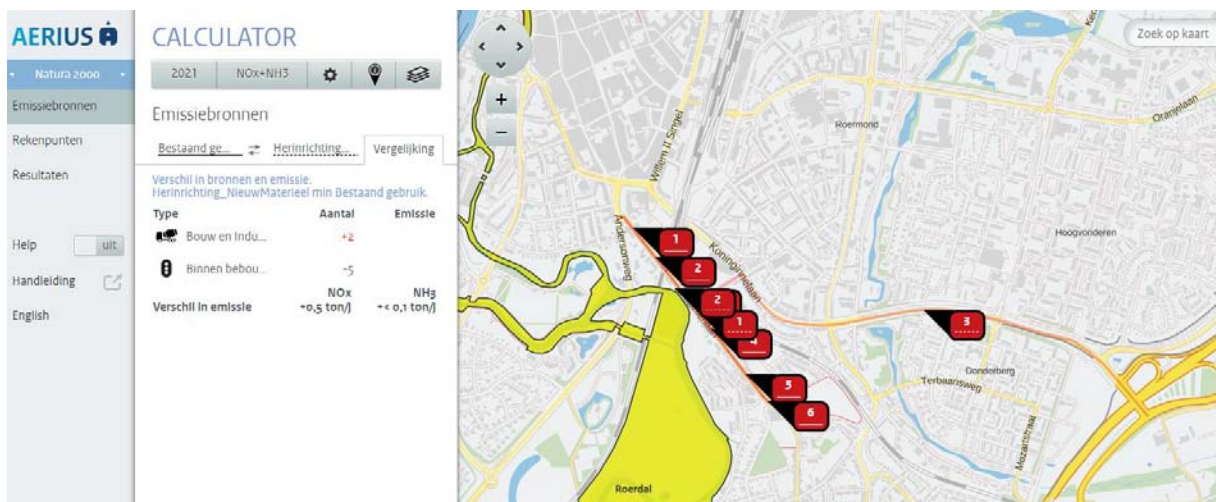 AERIUS
Natura 2000
Emissiebronnen
Rekenpunten
Resultaten
Help
uit
Handleiding
English
CALCULATOR
2021
NOx+NH3
Emissiebronnen
Bestaand ge...
Herinrichting...
Vergelijking
Verschil in bronnen en emissie.
Herinrichting_NieuwMaterieel min Bestaand gebruik.
Type Aantal Emissie
Bouw en Indu... +2
Binnen bebou... -5
NOx NH3
Verschil in emissie +0,5 ton/j +< 0,1 ton/j
Zoek op kaart
Oranjelaan
Roermond
Willem II Singel
Andersonweg
Koninginnelaan
Hoogvonderen
1
2
2
1
4
3
5
6
Donderberg
Terbaansweg
Mozartstraat
Roerdal